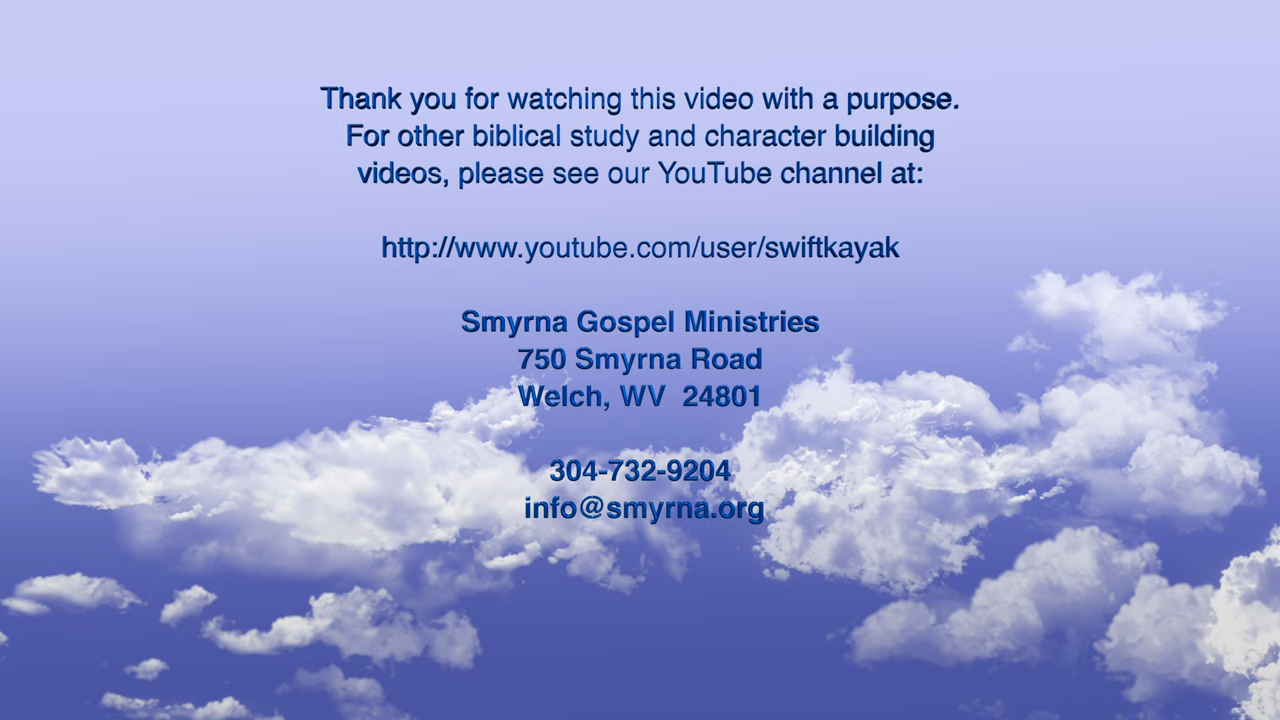 Thank you for watching this video with a purpose.
For other biblical study and character building
videos, please see our YouTube channel at:
http://www.youtube.com/user/swiftkayak
Smyrna Gospel Ministries
750 Smyrna Road
Welch, WV  24801
304-732-9204
info@smyrna.org